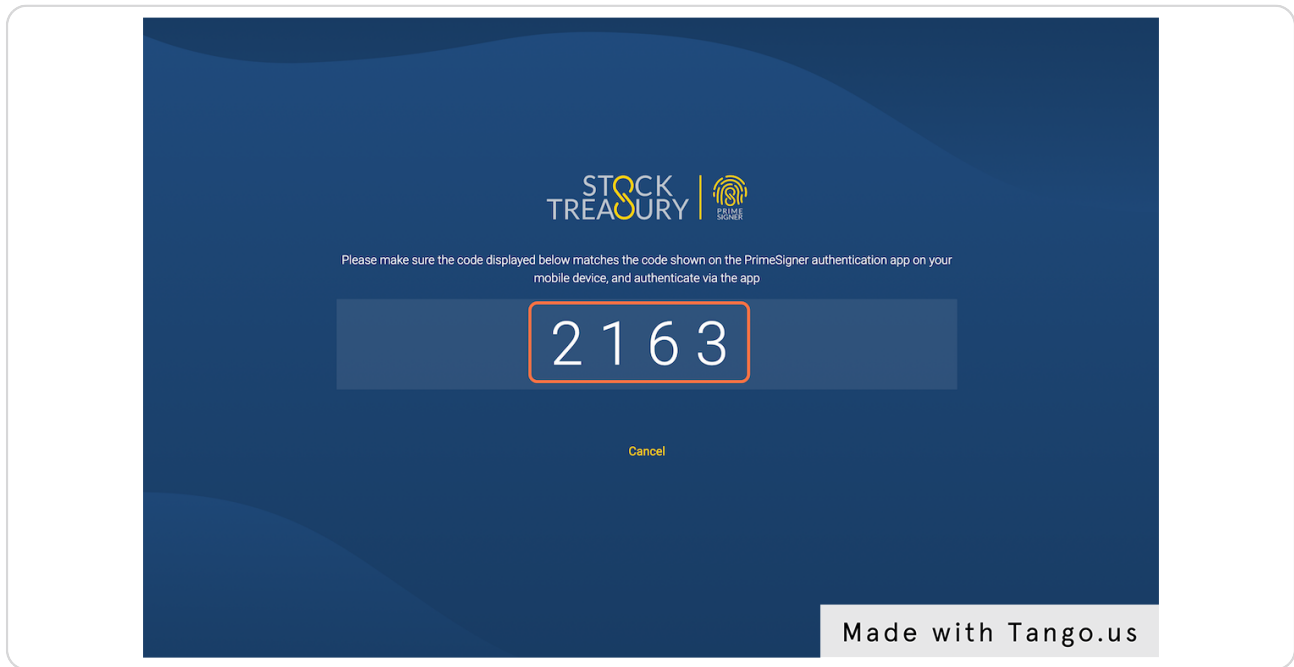 STOCK
TREASURY
PRIME
SIGNER
Please make sure the code displayed below matches the code shown on the PrimeSigner authentication app on your
mobile device, and authenticate via the app
2 1 6 3
Cancel
Made with Tango.us